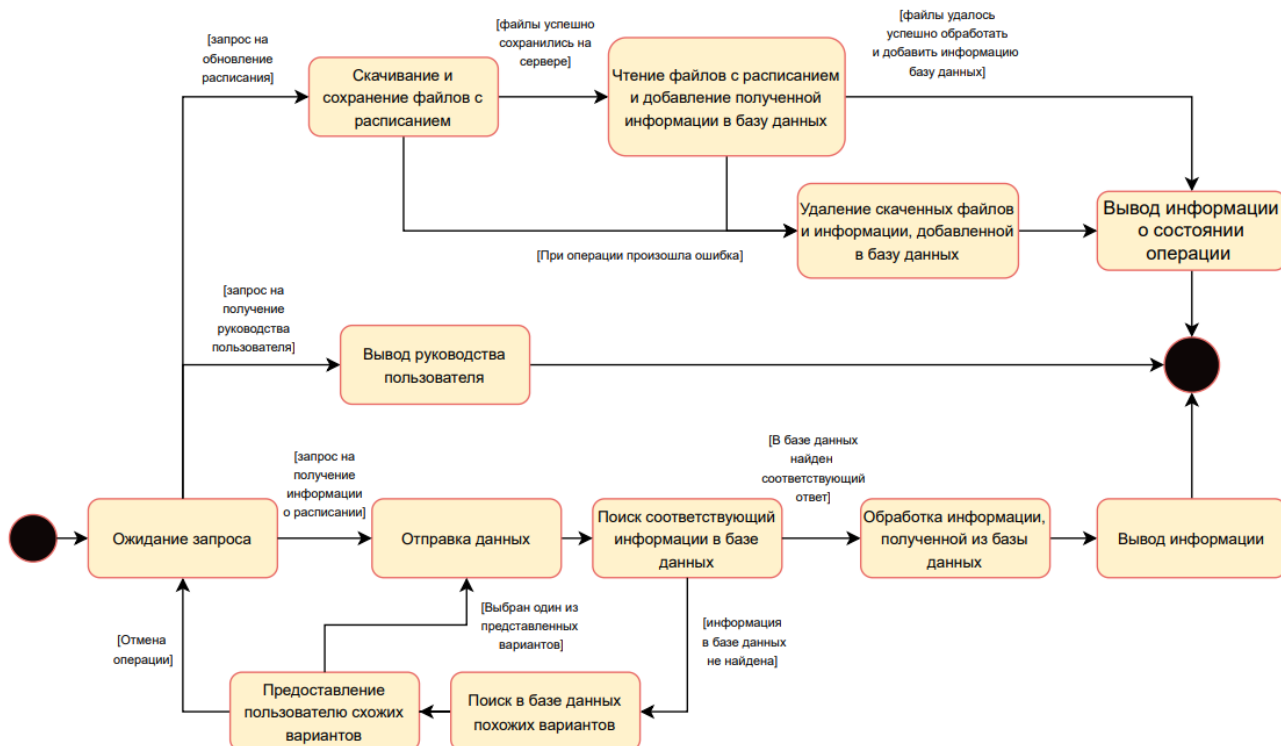 [запрос на
обновление
расписания]
Скачивание и
сохранение файлов с
расписанием
[файлы успешно
сохранились на
сервере]
Чтение файлов с расписанием
и добавление полученной
информации в базу данных
[файлы удалось
успешно обработать
и добавить информацию
базу данных]
Удаление скаченных файлов
и информации, добавленной
в базу данных
Вывод информации
о состоянии
операции
[При операции произошла ошибка]
[запрос на
получение
руководства
пользователя]
Вывод руководства
пользователя
[запрос на
получение
информации
о расписании]
[В базе данных
найден
соответствующий
ответ]
Ожидание запроса
Отправка данных
Поиск соответствующий
информации в базе
данных
Обработка информации,
полученной из базы
данных
Вывод информации
[Отмена
операции]
[Выбран один из
представленных
вариантов]
[информация
в базе данных
не найдена]
Предоставление
пользователю схожих
вариантов
Поиск в базе данных
похожих вариантов